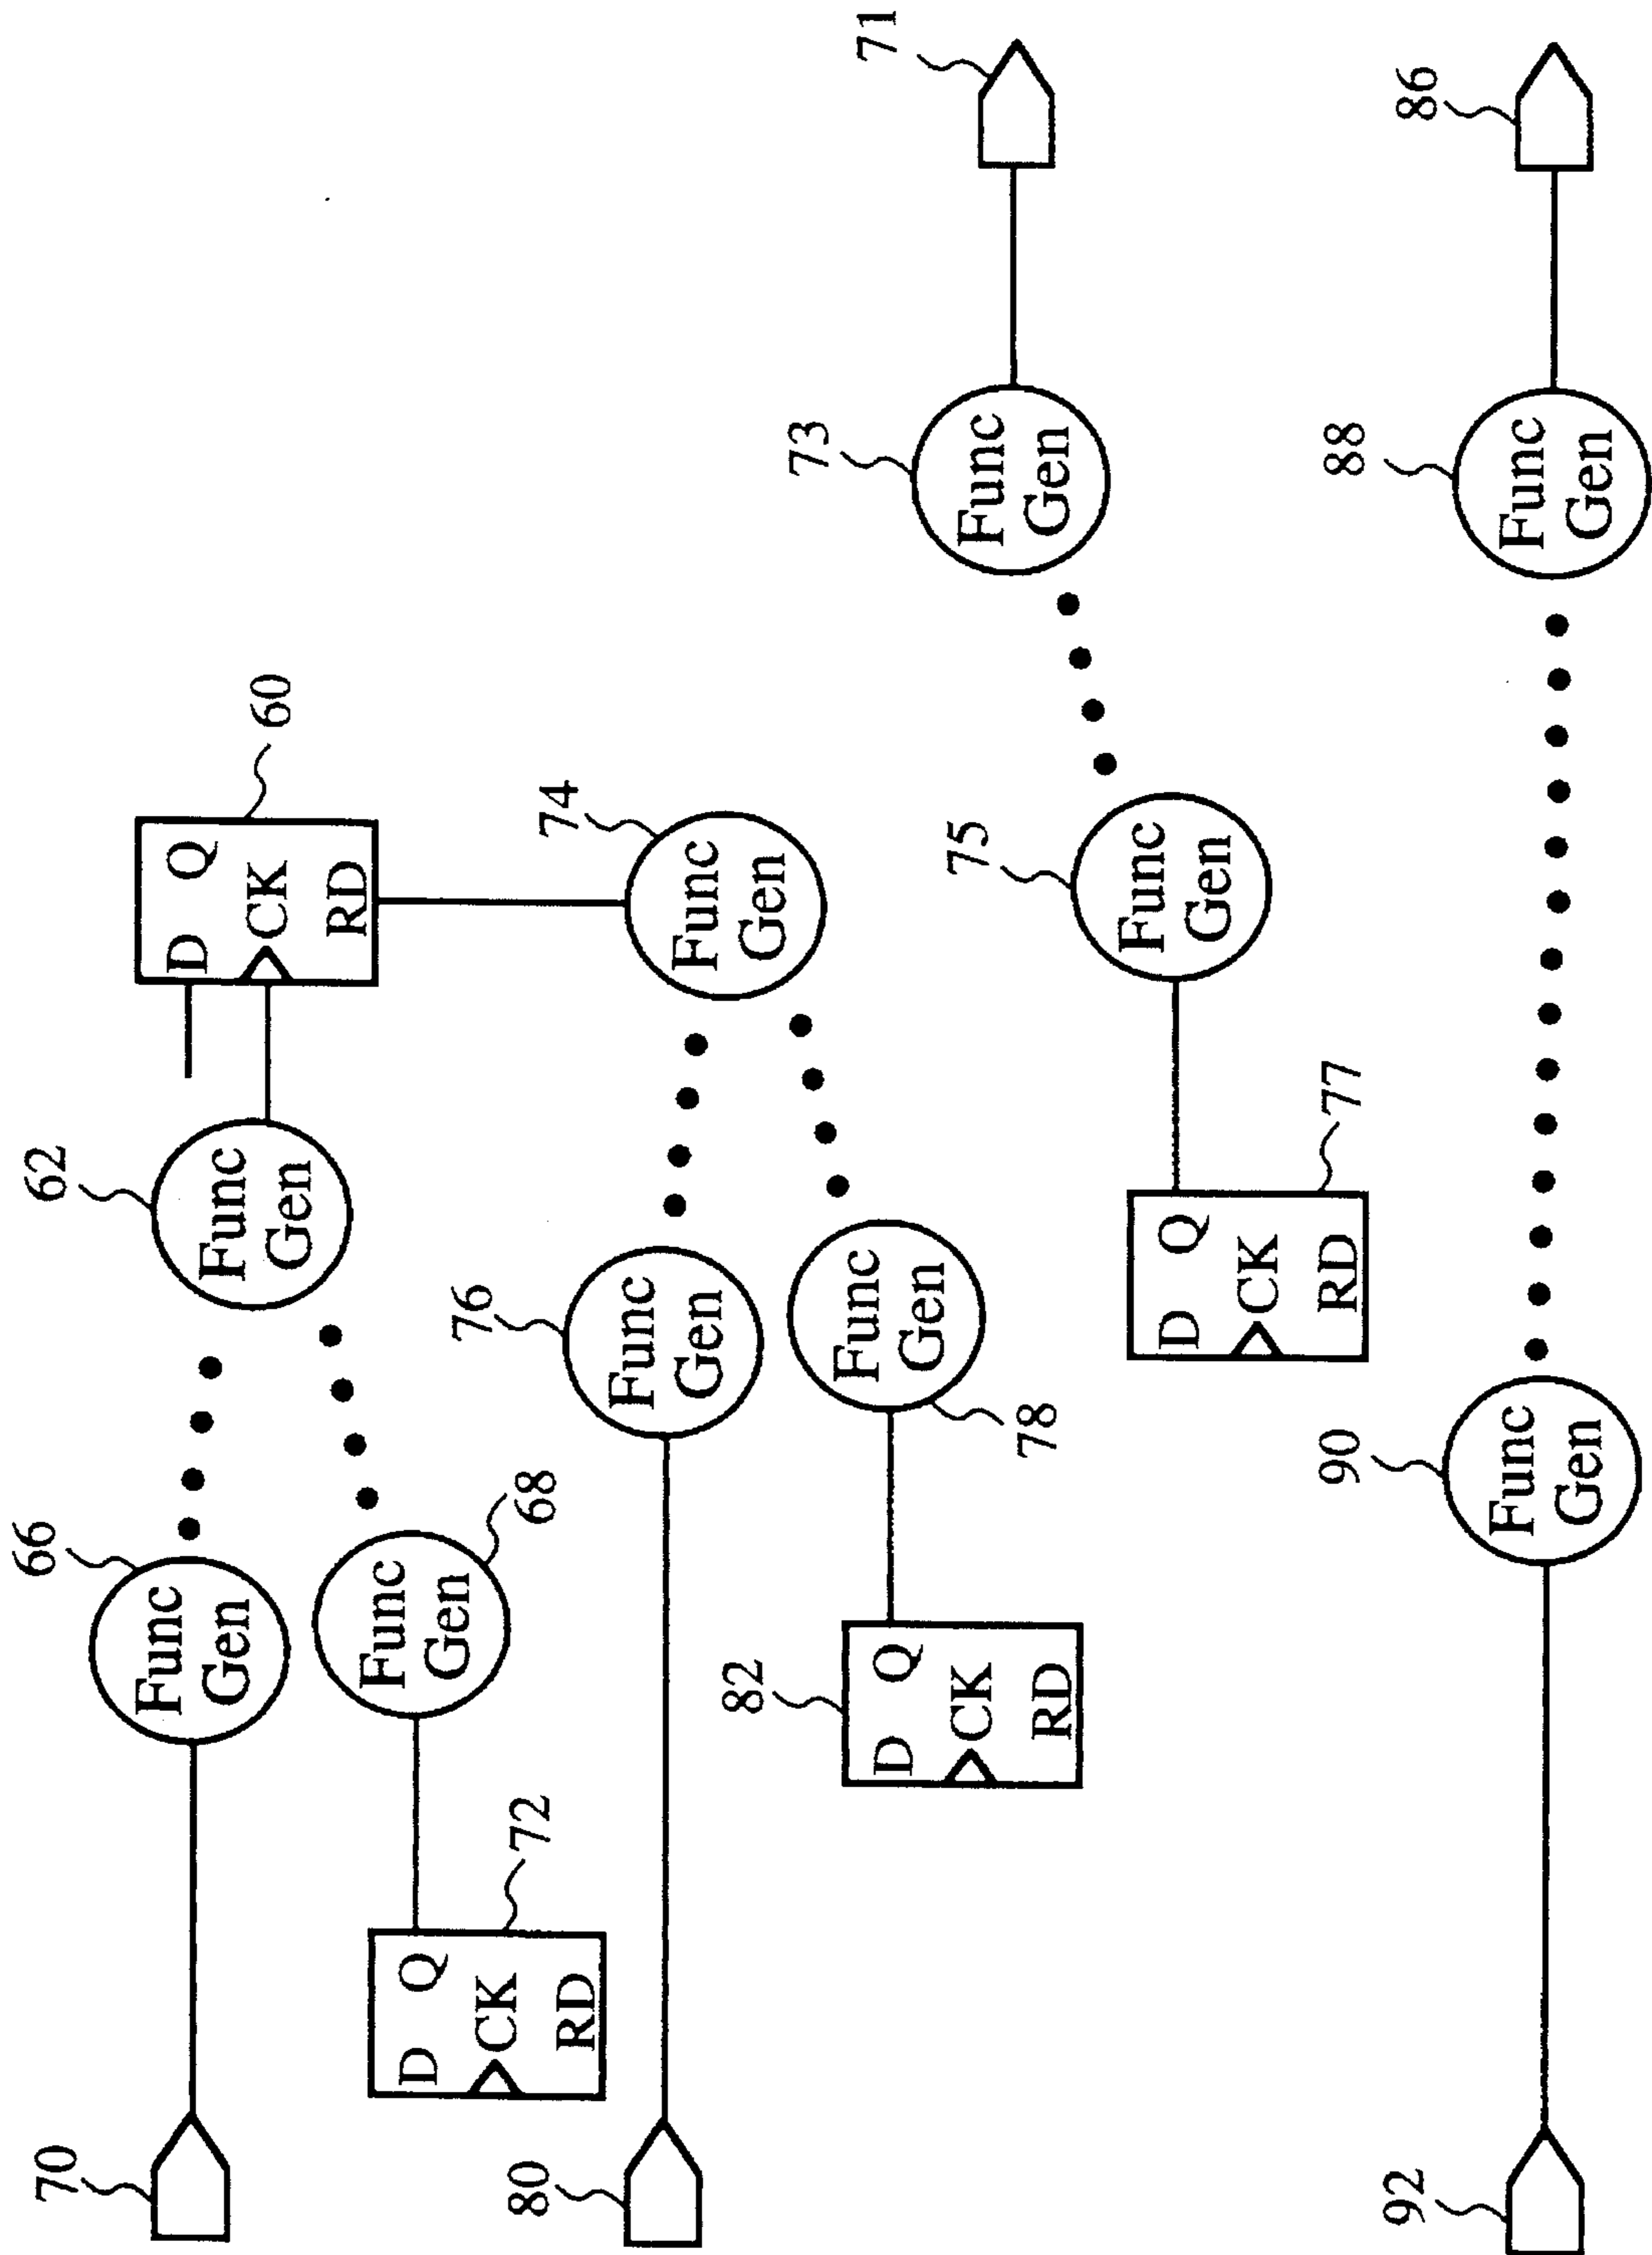 70
66
Func
Gen
62
Func
Gen
D Q
CK
RD
60
68
Func
Gen
D Q
CK
RD
72
80
76
Func
Gen
74
Func
Gen
82
D Q
CK
RD
78
Func
Gen
71
73
Func
Gen
75
Func
Gen
D Q
CK
RD
77
92
90
Func
Gen
88
Func
Gen
86